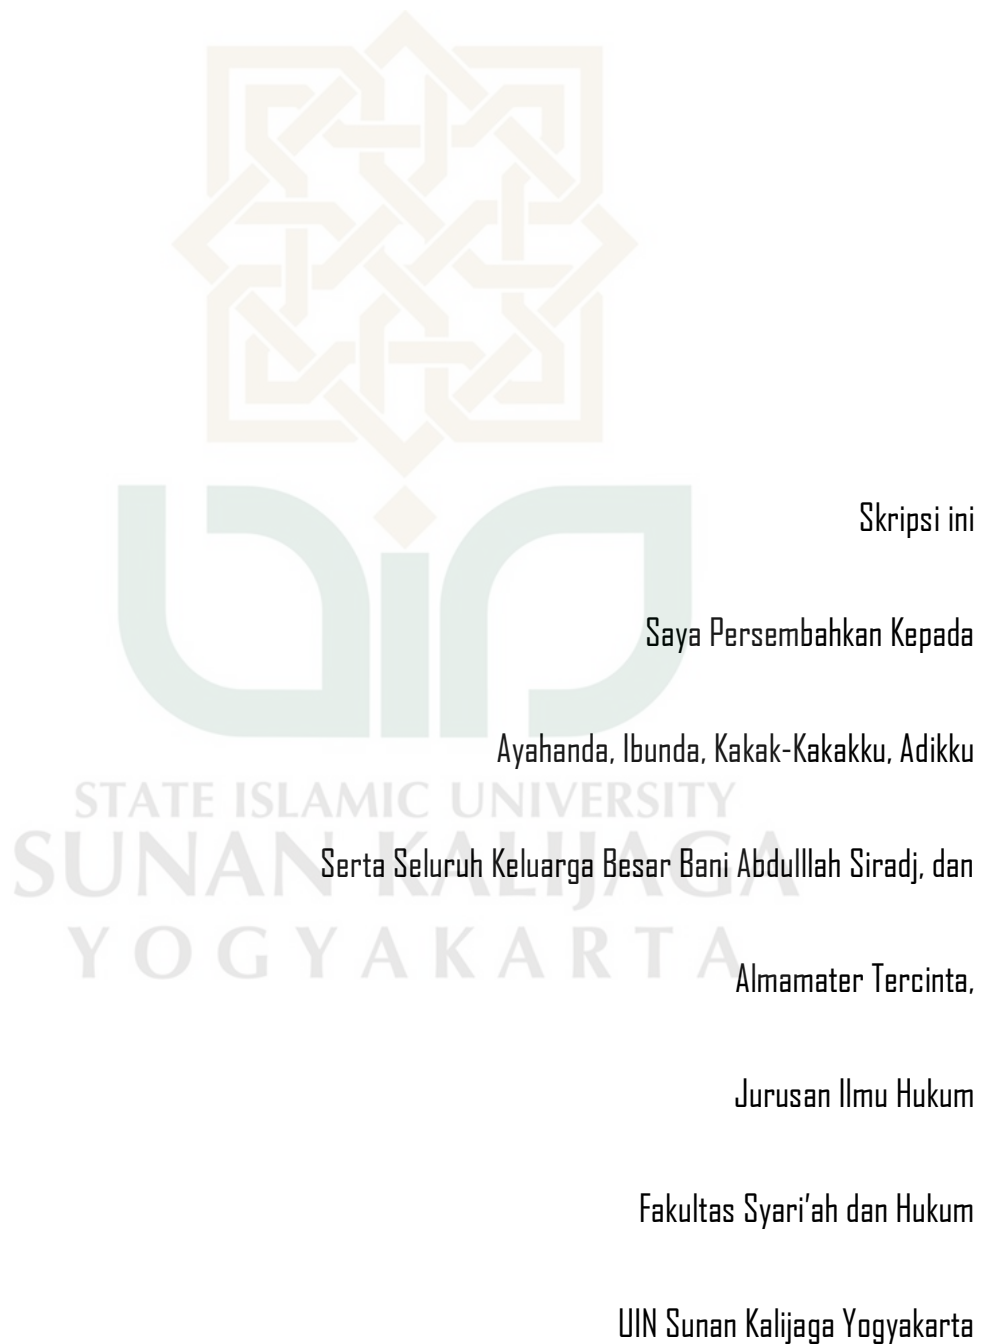 Skripsi ini
Saya Persembahkan Kepada
Ayahanda, Ibunda, Kakak-Kakakku, Adikku
STATE ISLAMIC UNIVERSITY
SUNAN KALIJAGA
Serta Seluruh Keluarga Besar Bani Abdulllah Siradj, dan
YOGYAKARTA
Almamater Tercinta,
Jurusan Ilmu Hukum
Fakultas Syari'ah dan Hukum
UIN Sunan Kalijaga Yogyakarta